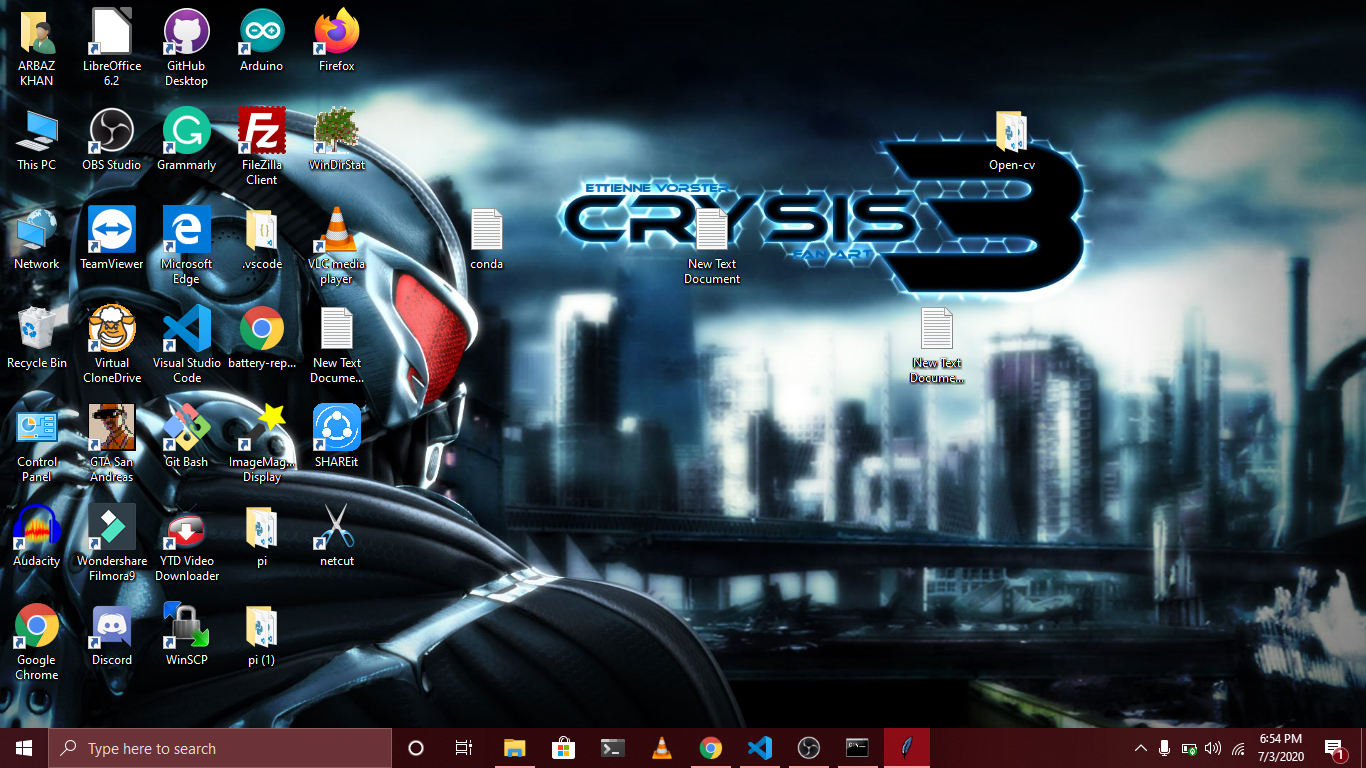 ARBAZ
KHAN
LibreOffice
6.2
GitHub
Desktop
Arduino
Firefox
This PC
OBS Studio
Grammarly
FileZilla
Client
WinDirStat
Open-cv
Network
TeamViewer
Microsoft
Edge
.vscode
VLC media
player
conda
ETTIENNE VORSTER
CRYSIS 3
FAN ART
New Text
Document
Recycle Bin
Virtual
CloneDrive
Visual Studio
Code
battery-rep...
New Text
Docume...
New Text
Docume...
Control
Panel
GTA San
Andreas
Git Bash
ImageMag...
Display
SHAREit
Audacity
Wondershare
Filmora9
YTD Video
Downloader
pi
netcut
Google
Chrome
Discord
WinSCP
pi (1)
Type here to search
6:54 PM
7/3/2020
1